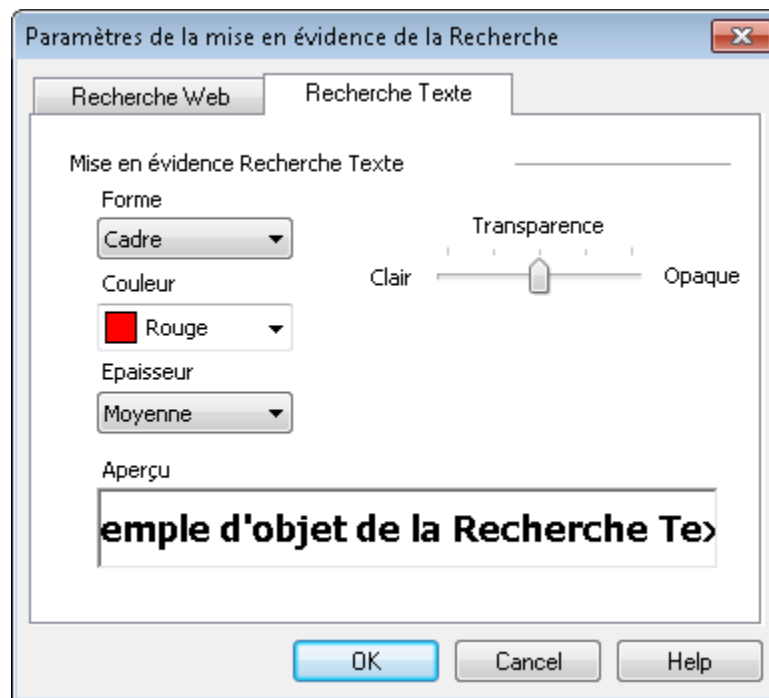 Paramètres de la mise en évidence de la Recherche
Recherche Web
Recherche Texte
Mise en évidence Recherche Texte
Forme
Cadre
Transparence
Clair
Opaque
Couleur
Rouge
Epaisseur
Moyenne
Aperçu
emple d'objet de la Recherche Tex
OK
Cancel
Help